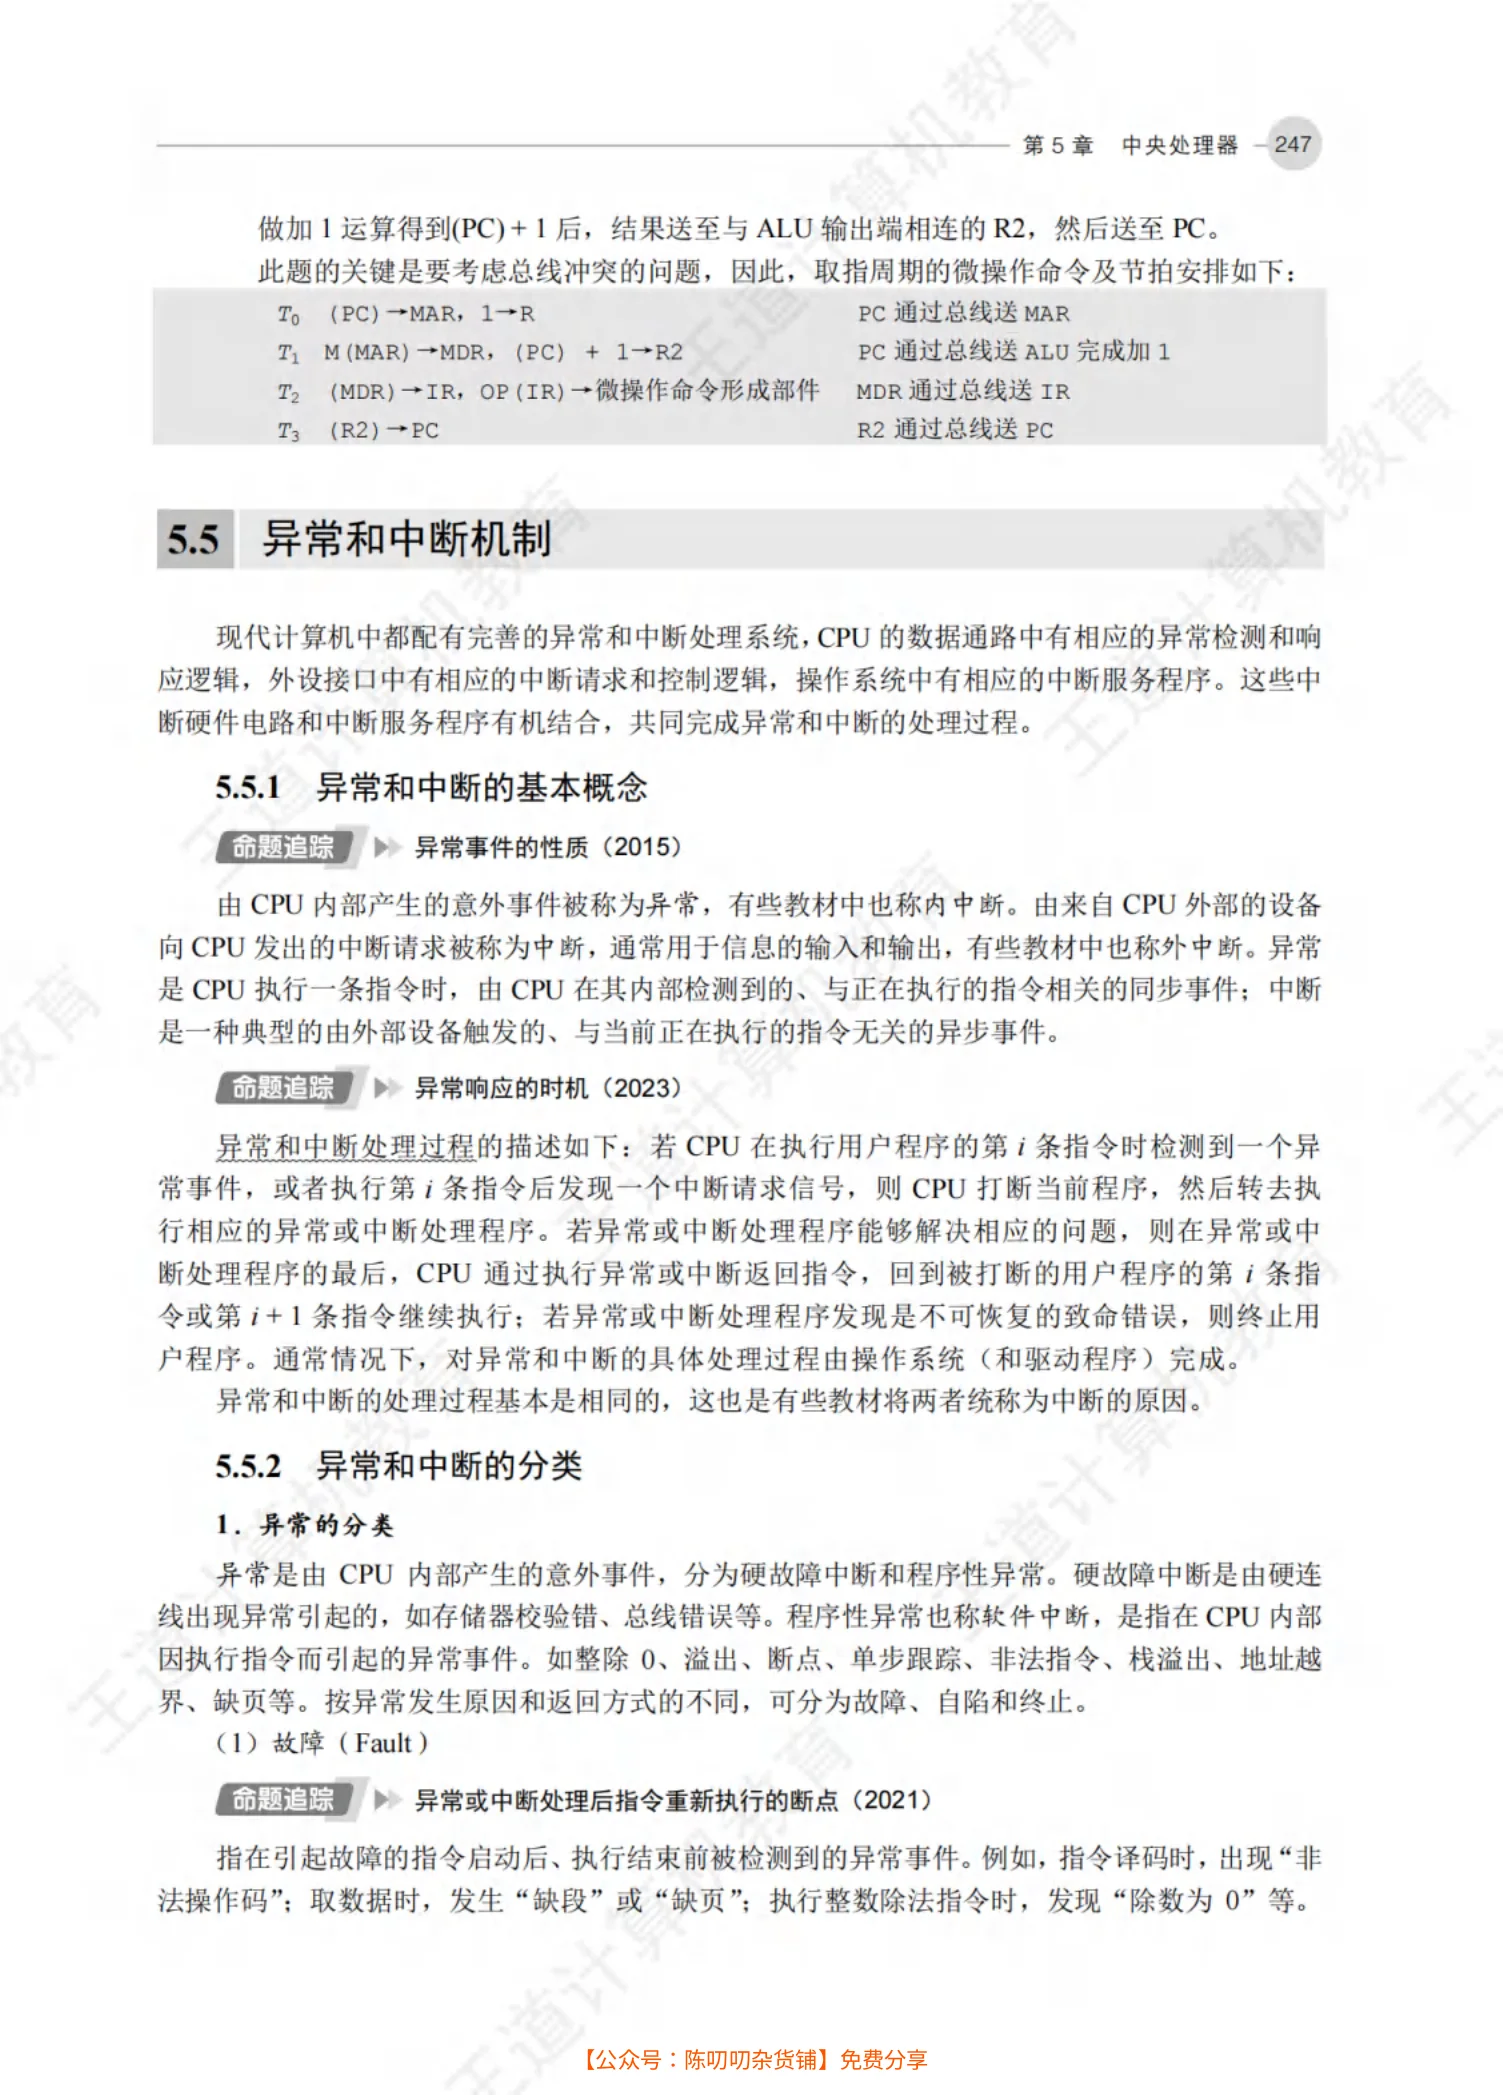 第 5 章 中央处理器 247
做加 1 运算得到(PC) + 1 后，结果送至与 ALU 输出端相连的 R2，然后送至 PC。
此题的关键是要考虑总线冲突的问题，因此，取指周期的微操作命令及节拍安排如下：
T0 (PC)→MAR，1→R PC 通过总线送 MAR
T1 M(MAR)→MDR，(PC) + 1→R2 PC 通过总线送 ALU 完成加 1
T2 (MDR)→IR，OP(IR)→微操作命令形成部件 MDR 通过总线送 IR
T3 (R2)→PC R2 通过总线送 PC
5.5 异常和中断机制
现代计算机中都配有完善的异常和中断处理系统，CPU 的数据通路中有相应的异常检测和响
应逻辑，外设接口中有相应的中断请求和控制逻辑，操作系统中有相应的中断服务程序。这些中
断硬件电路和中断服务程序有机结合，共同完成异常和中断的处理过程。
5.5.1 异常和中断的基本概念
命题追踪 异常事件的性质（2015）
由 CPU 内部产生的意外事件被称为异常，有些教材中也称内中断。由来自 CPU 外部的设备
向 CPU 发出的中断请求被称为中断，通常用于信息的输入和输出，有些教材中也称外中断。异常
是 CPU 执行一条指令时，由 CPU 在其内部检测到的、与正在执行的指令相关的同步事件；中断
是一种典型的由外部设备触发的、与当前正在执行的指令无关的异步事件。
命题追踪 异常响应的时机（2023）
异常和中断处理过程的描述如下：若 CPU 在执行用户程序的第 i 条指令时检测到一个异
常事件，或者执行第 i 条指令后发现一个中断请求信号，则 CPU 打断当前程序，然后转去执
行相应的异常或中断处理程序。若异常或中断处理程序能够解决相应的问题，则在异常或中
断处理程序的最后，CPU 通过执行异常或中断返回指令，回到被打断的用户程序的第 i 条指
令或第 i + 1 条指令继续执行；若异常或中断处理程序发现是不可恢复的致命错误，则终止用
户程序。通常情况下，对异常和中断的具体处理过程由操作系统（和驱动程序）完成。
异常和中断的处理过程基本是相同的，这也是有些教材将两者统称为中断的原因。
5.5.2 异常和中断的分类
1．异常的分类
异常是由 CPU 内部产生的意外事件，分为硬故障中断和程序性异常。硬故障中断是由硬连
线出现异常引起的，如存储器校验错、总线错误等。程序性异常也称软件中断，是指在 CPU 内部
因执行指令而引起的异常事件。如整除 0、溢出、断点、单步跟踪、非法指令、栈溢出、地址越
界、缺页等。按异常发生原因和返回方式的不同，可分为故障、自陷和终止。
（1）故障（Fault）
命题追踪 异常或中断处理后指令重新执行的断点（2021）
指在引起故障的指令启动后、执行结束前被检测到的异常事件。例如，指令译码时，出现“非
法操作码”；取数据时，发生“缺段”或“缺页”；执行整数除法指令时，发现“除数为 0”等。
【公众号：陈叨叨杂货铺】免费分享
王道计算机教育